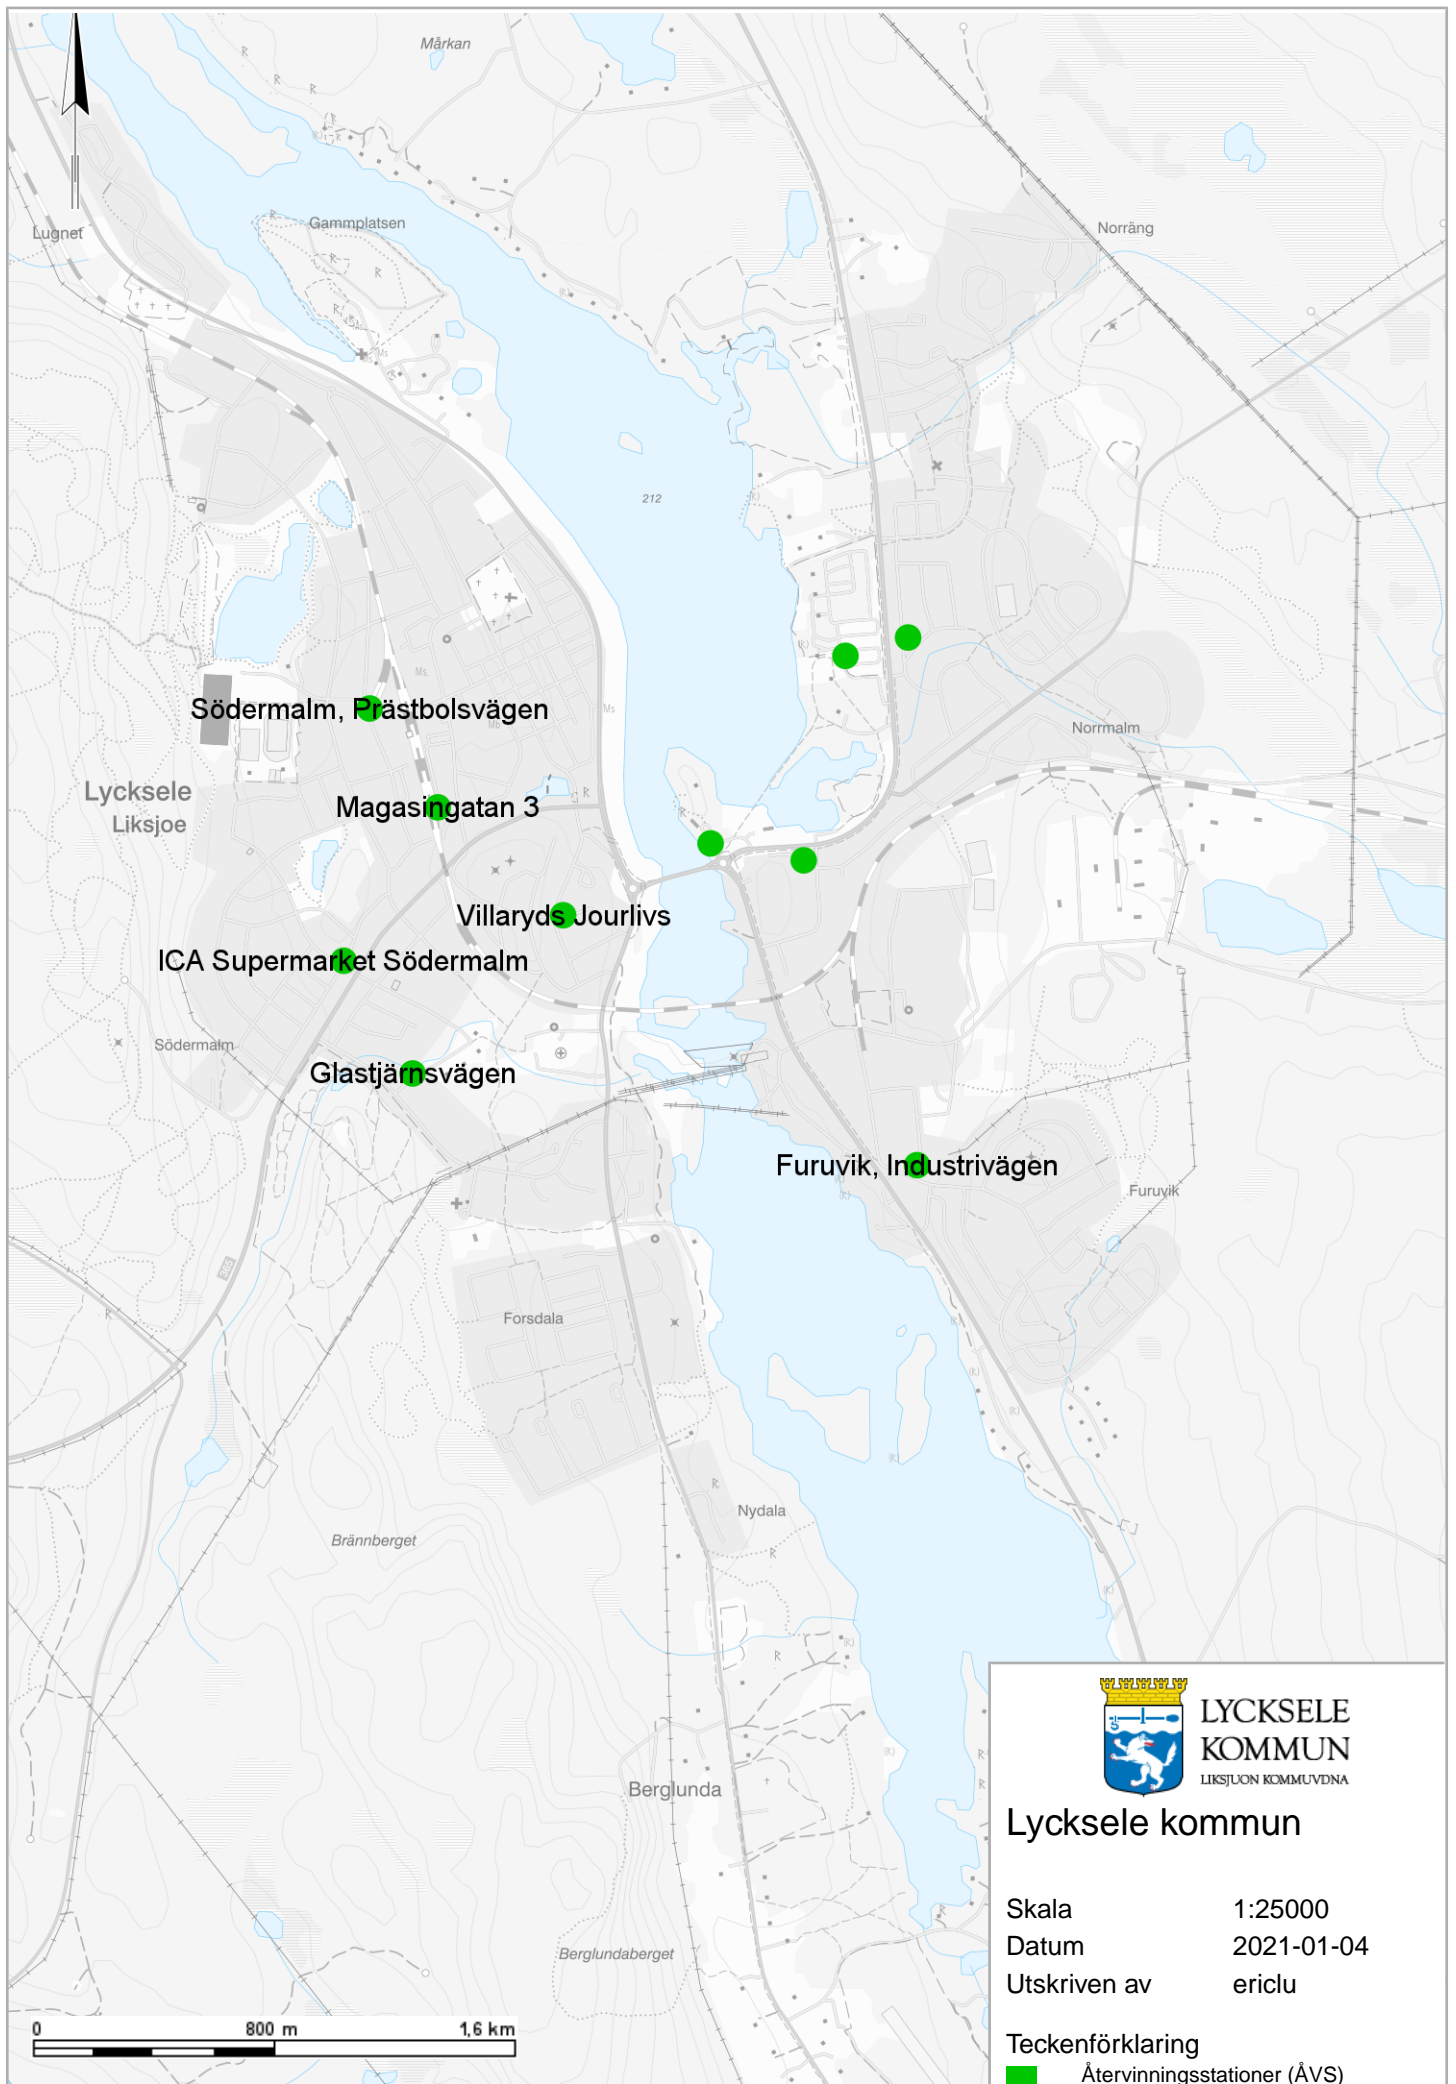 Mårkan
Lugnet
Gammplatsen
Norräng
212
Södermalm, Prästbolsvägen
Norrmalm
Lycksele
Liksjoe
Magasingatan 3
Villaryds Jourlivs
ICA Supermarket Södermalm
Södermalm
Glastjärnsvägen
Furuvik, Industrivägen
Furuvik
365
Forsdala
Nydala
Brännberget
Berglunda
Berglundaberget
0 800 m 1,6 km
LYCKSELE
KOMMUN
LIKSJUON KOMMUVDNA
Lycksele kommun
Skala 1:25000
Datum 2021-01-04
Utskriven av ericlu
Teckenförklaring
Återvinningsstationer (ÅVS)